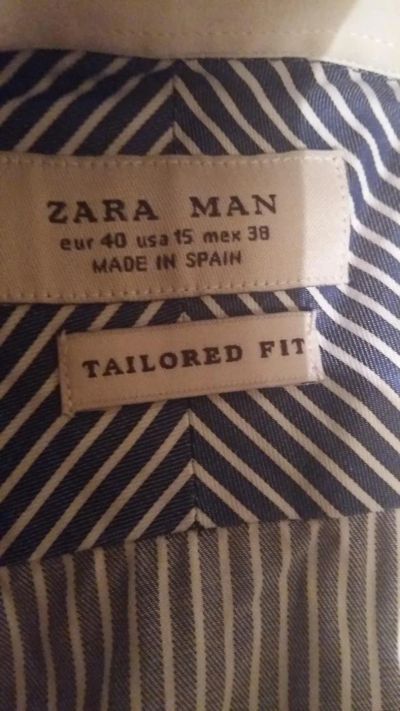 ZARA MAN
eur 40 usa 15 mex 38
MADE IN SPAIN
TAILORED FIT